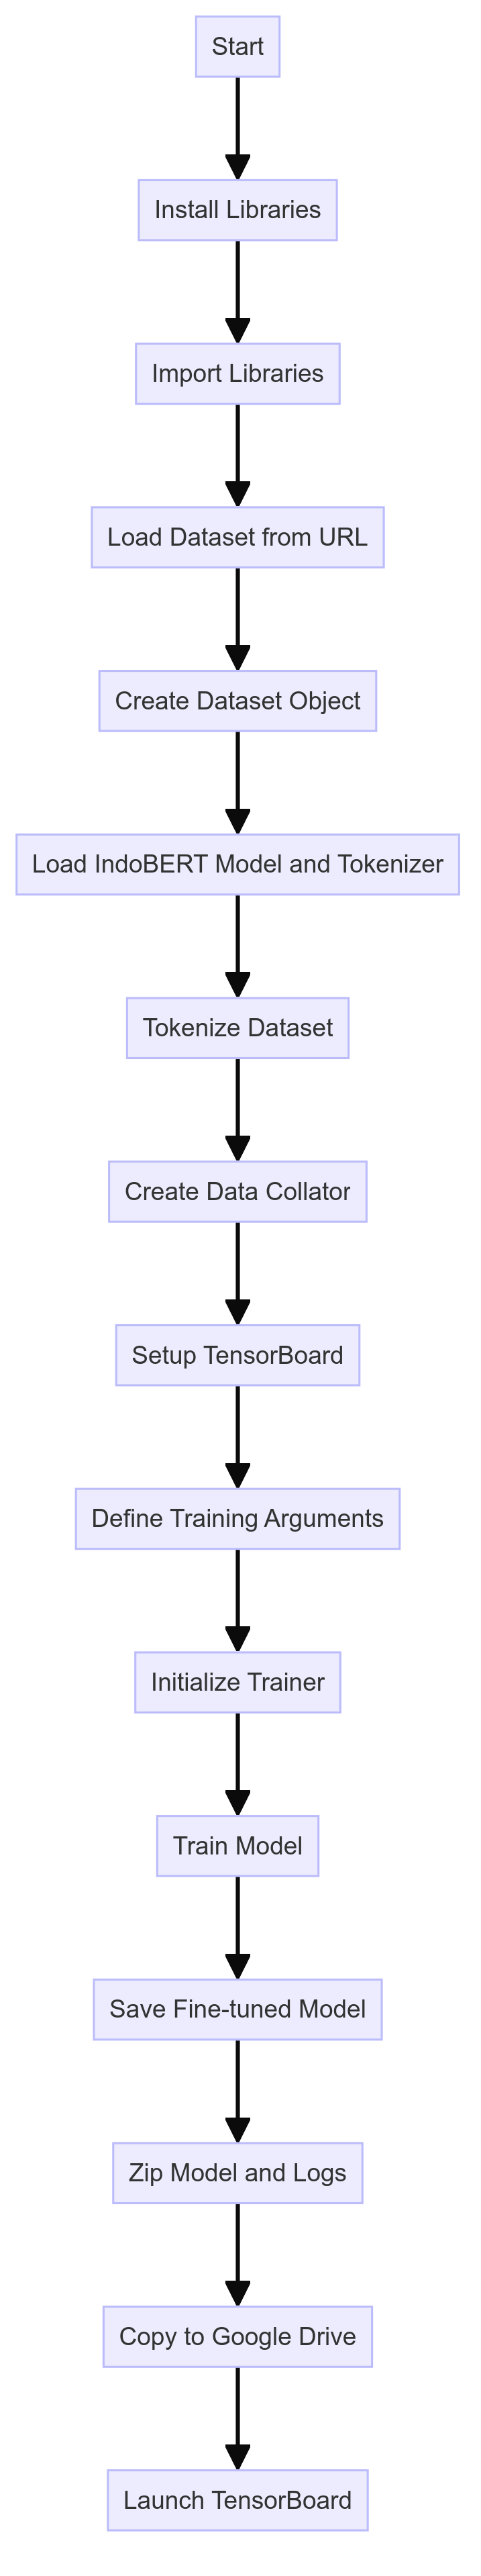 Start
Install Libraries
Import Libraries
Load Dataset from URL
Create Dataset Object
Load IndoBERT Model and Tokenizer
Tokenize Dataset
Create Data Collator
Setup TensorBoard
Define Training Arguments
Initialize Trainer
Train Model
Save Fine-tuned Model
Zip Model and Logs
Copy to Google Drive
Launch TensorBoard